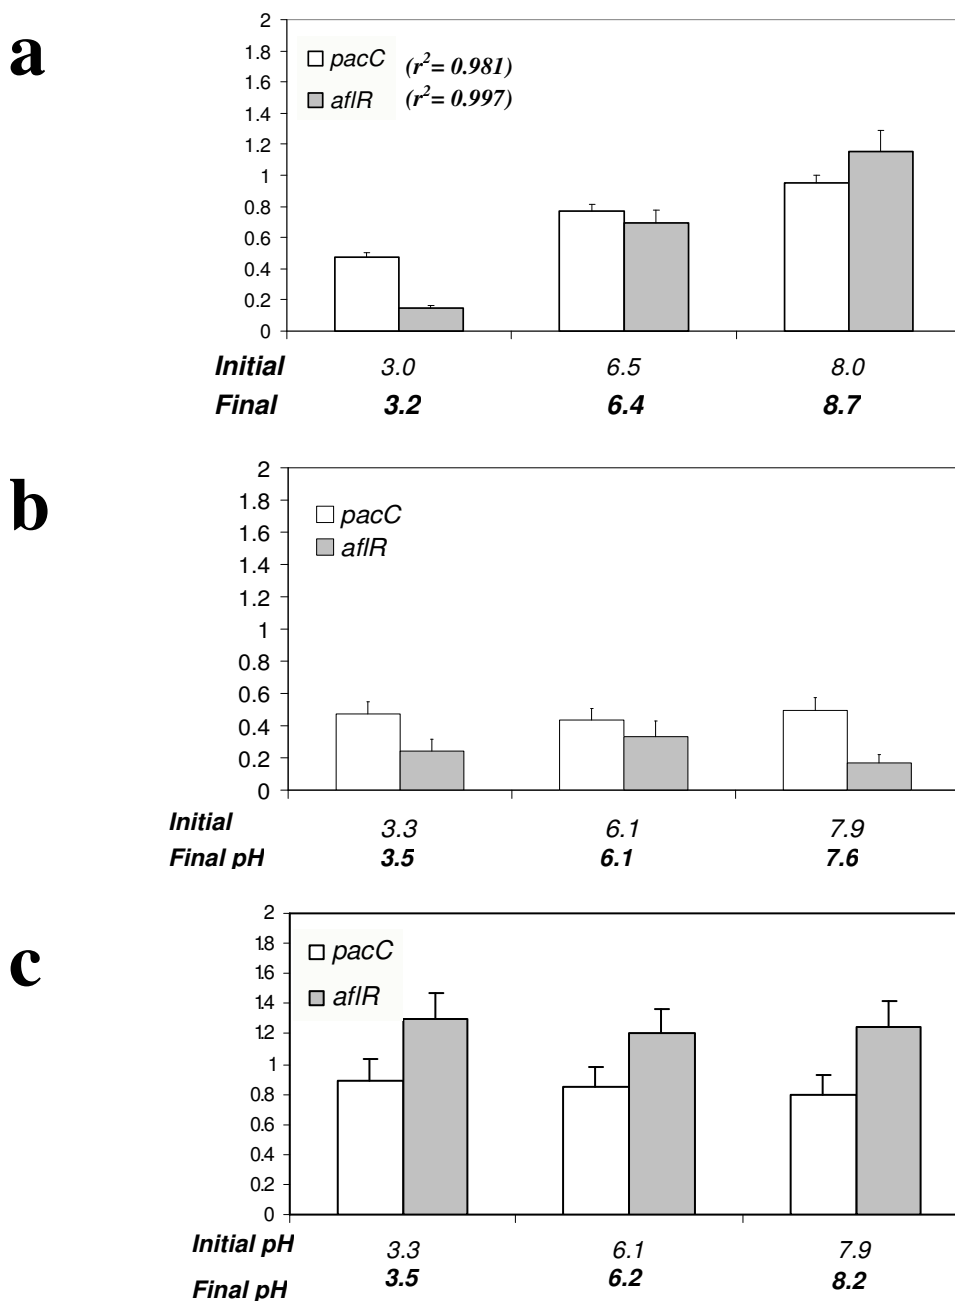 a
2
1.8
1.6
1.4
1.2
1
0.8
0.6
0.4
0.2
0
pacC (r²= 0.981)
aflR (r²= 0.997)
Initial 3.0 6.5 8.0
Final 3.2 6.4 8.7
b
2
1.8
1.6
1.4
1.2
1
0.8
0.6
0.4
0.2
0
pacC
aflR
Initial 3.3 6.1 7.9
Final pH 3.5 6.1 7.6
c
2
1.8
1.6
1.4
1.2
1
0.8
0.6
0.4
0.2
0
pacC
aflR
Initial pH 3.3 6.1 7.9
Final pH 3.5 6.2 8.2